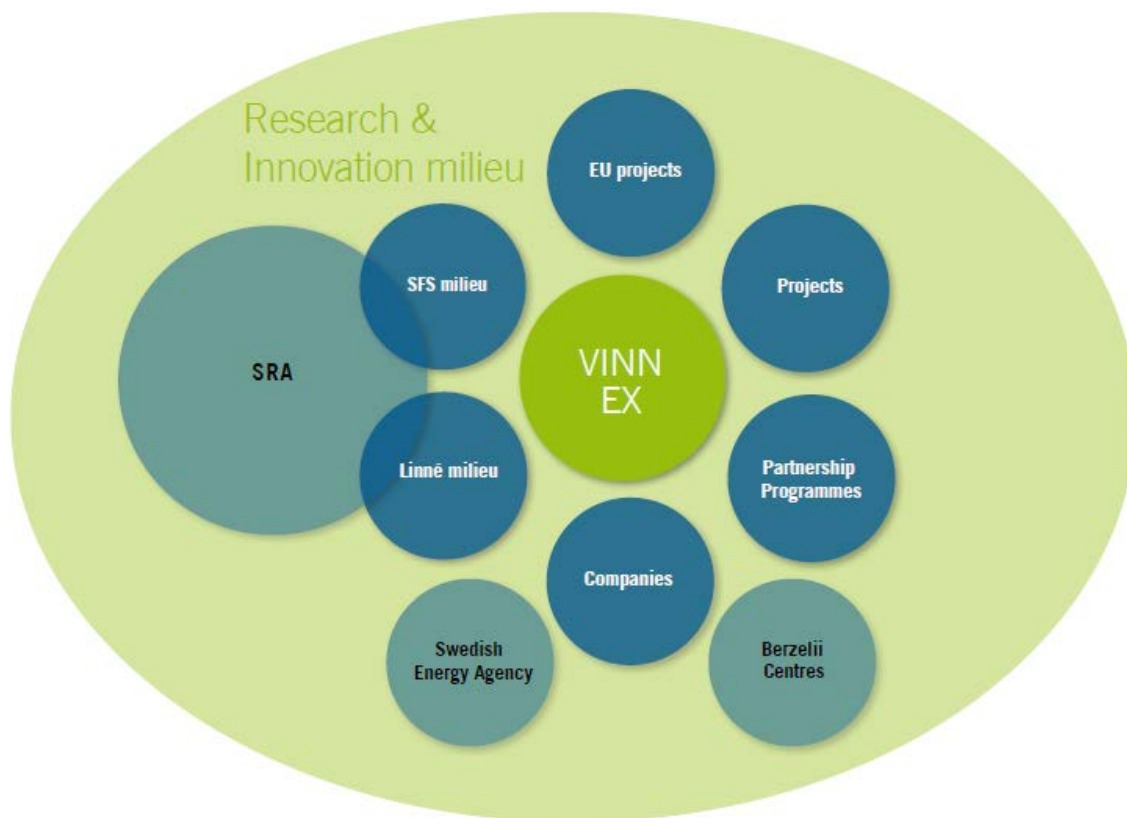 Research &
Innovation milieu
EU projects
SFS milieu
Projects
VINN
EX
SRA
Linné milieu
Partnership
Programmes
Companies
Swedish
Energy Agency
Berzelii
Centres